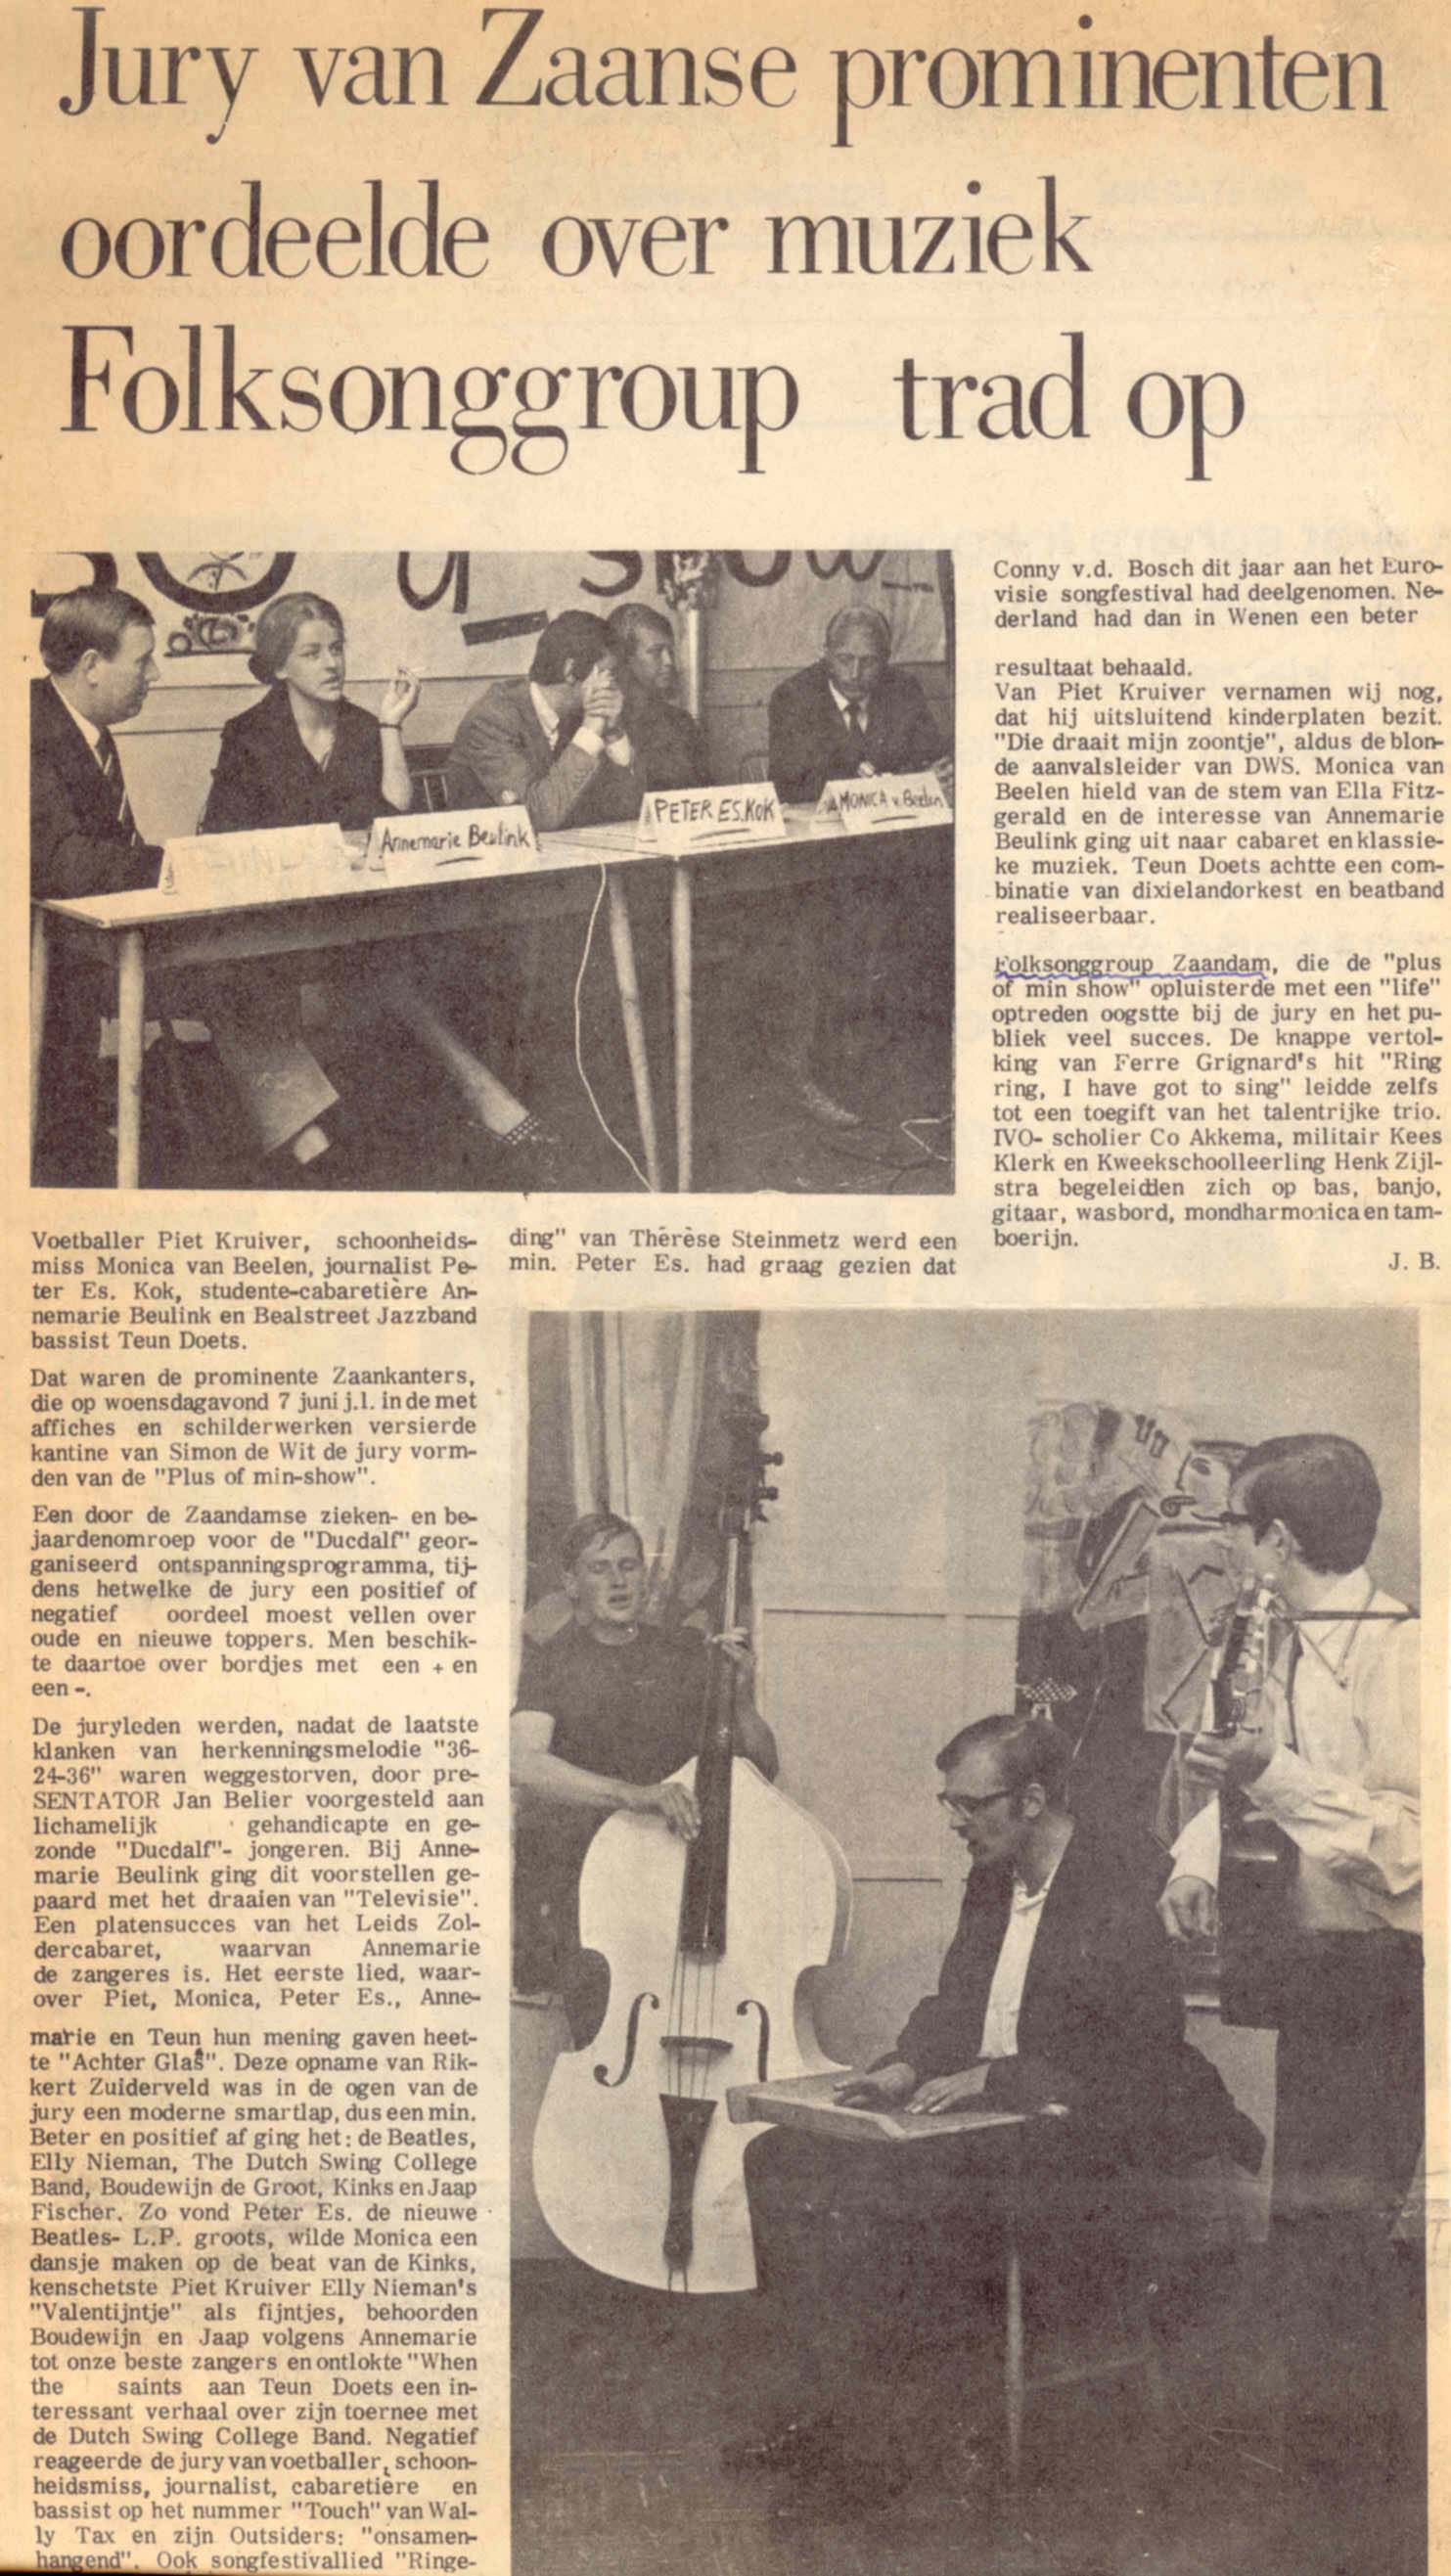 Jury van Zaanse prominenten
oordeelde over muziek
Folksonggroup trad op
Annemarie Beulink
PETER ES.KOK
MONICA v. Beelen
Voetballer Piet Kruiver, schoonheids-
miss Monica van Beelen, journalist Pe-
ter Es. Kok, studente-cabaretière An-
nemarie Beulink en Bealstreet Jazzband
bassist Teun Doets.
Dat waren de prominente Zaankanters,
die op woensdagavond 7 juni j.l. in de met
affiches en schilderwerken versierde
kantine van Simon de Wit de jury vorm-
den van de "Plus of min-show".
Een door de Zaandamse zieken- en be-
jaardenomroep voor de "Ducdalf" geor-
ganiseerd ontspanningsprogramma, tij-
dens hetwelke de jury een positief of
negatief oordeel moest vellen over
oude en nieuwe toppers. Men beschik-
te daartoe over bordjes met een + en
een -.
De juryleden werden, nadat de laatste
klanken van herkenningsmelodie "36-
24-36" waren weggestorven, door pre-
SENTATOR Jan Belier voorgesteld aan
lichamelijk gehandicapte en ge-
zonde "Ducdalf"- jongeren. Bij Anne-
marie Beulink ging dit voorstellen ge-
paard met het draaien van "Televisie".
Een platensucces van het Leids Zol-
dercabaret, waarvan Annemarie
de zangeres is. Het eerste lied, waar-
over Piet, Monica, Peter Es., Anne-
marie en Teun hun mening gaven heet-
te "Achter Glas". Deze opname van Rik-
kert Zuiderveld was in de ogen van de
jury een moderne smartlap, dus een min.
Beter en positief af ging het: de Beatles,
Elly Nieman, The Dutch Swing College
Band, Boudewijn de Groot, Kinks en Jaap
Fischer. Zo vond Peter Es. de nieuwe
Beatles- L.P. groots, wilde Monica een
dansje maken op de beat van de Kinks,
kenschetste Piet Kruiver Elly Nieman's
"Valentijntje" als fijntjes, behoorden
Boudewijn en Jaap volgens Annemarie
tot onze beste zangers en ontlokte "When
the saints aan Teun Doets een in-
teressant verhaal over zijn toernee met
de Dutch Swing College Band. Negatief
reageerde de jury van voetballer, schoon-
heidsmiss, journalist, cabaretière en
bassist op het nummer "Touch" van Wal-
ly Tax en zijn Outsiders: "onsamen-
hangend". Ook songfestivallied "Ringe-
ding" van Thérèse Steinmetz werd een
min. Peter Es. had graag gezien dat
Conny v.d. Bosch dit jaar aan het Euro-
visie songfestival had deelgenomen. Ne-
derland had dan in Wenen een beter
resultaat behaald.
Van Piet Kruiver vernamen wij nog,
dat hij uitsluitend kinderplaten bezit.
"Die draait mijn zoontje", aldus de blon-
de aanvalsleider van DWS. Monica van
Beelen hield van de stem van Ella Fitz-
gerald en de interesse van Annemarie
Beulink ging uit naar cabaret en klassie-
ke muziek. Teun Doets achtte een com-
binatie van dixielandorkest en beatband
realiseerbaar.
Folksonggroup Zaandam, die de "plus
of min show" opluisterde met een "life"
optreden oogstte bij de jury en het pu-
bliek veel succes. De knappe vertol-
king van Ferre Grignard's hit "Ring
ring, I have got to sing" leidde zelfs
tot een toegift van het talentrijke trio.
IVO- scholier Co Akkema, militair Kees
Klerk en Kweekschoolleerling Henk Zijl-
stra begeleidden zich op bas, banjo,
gitaar, wasbord, mondharmonica en tam-
boerijn.
J. B.